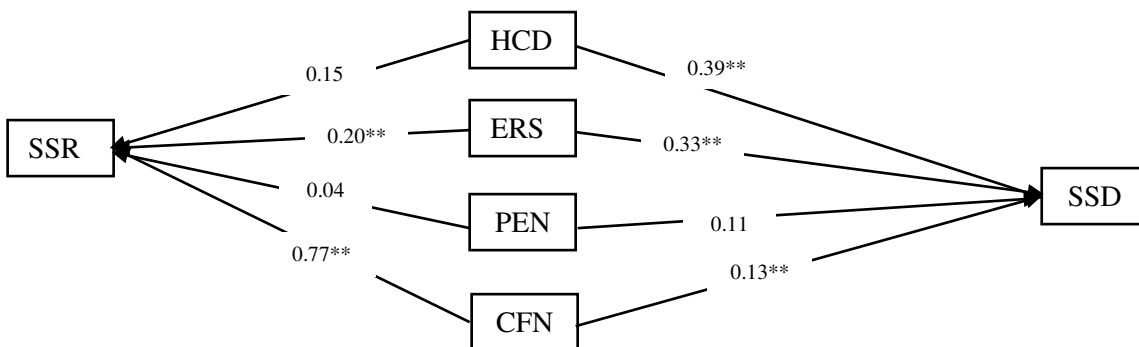 HCD
0.39**
0.15
ERS
0.20**
0.33**
SSR
0.04
PEN
0.11
SSD
0.77**
0.13**
CFN